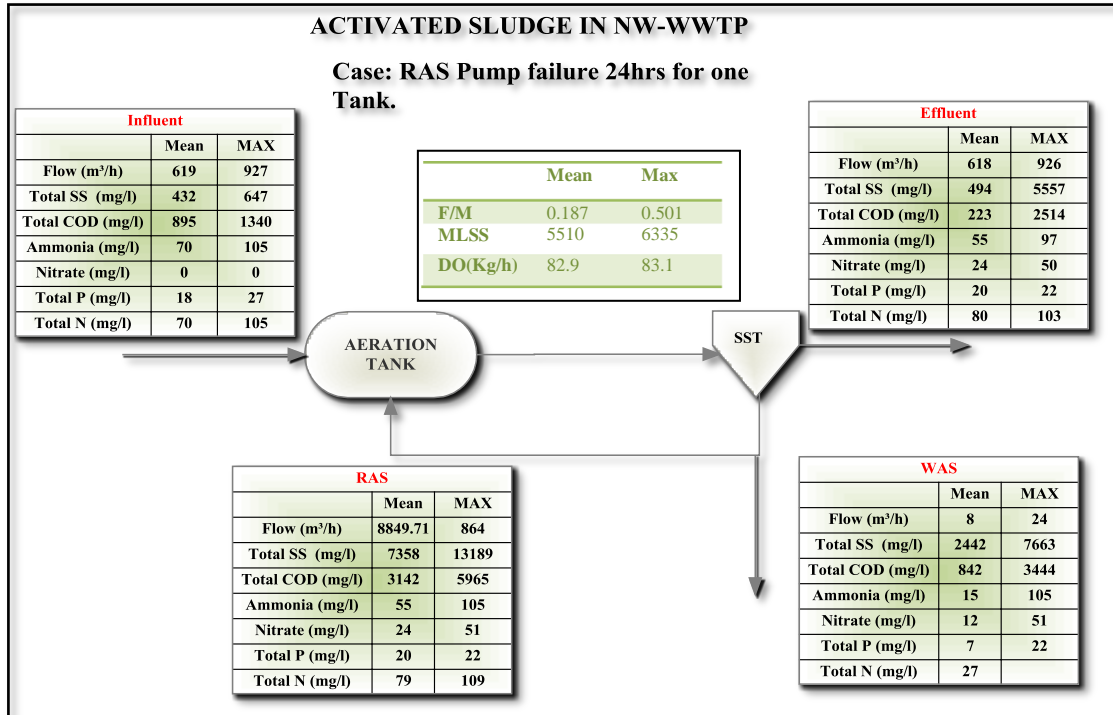 ACTIVATED SLUDGE IN NW-WWTP
Case: RAS Pump failure 24hrs for one
Tank.
Influent
Mean MAX
Flow (m³/h) 619 927
Total SS (mg/l) 432 647
Total COD (mg/l) 895 1340
Ammonia (mg/l) 70 105
Nitrate (mg/l) 0 0
Total P (mg/l) 18 27
Total N (mg/l) 70 105
Mean Max
F/M 0.187 0.501
MLSS 5510 6335
DO(Kg/h) 82.9 83.1
Effluent
Mean MAX
Flow (m³/h) 618 926
Total SS (mg/l) 494 5557
Total COD (mg/l) 223 2514
Ammonia (mg/l) 55 97
Nitrate (mg/l) 24 50
Total P (mg/l) 20 22
Total N (mg/l) 80 103
AERATION
TANK
SST
RAS
Mean MAX
Flow (m³/h) 8849.71 864
Total SS (mg/l) 7358 13189
Total COD (mg/l) 3142 5965
Ammonia (mg/l) 55 105
Nitrate (mg/l) 24 51
Total P (mg/l) 20 22
Total N (mg/l) 79 109
WAS
Mean MAX
Flow (m³/h) 8 24
Total SS (mg/l) 2442 7663
Total COD (mg/l) 842 3444
Ammonia (mg/l) 15 105
Nitrate (mg/l) 12 51
Total P (mg/l) 7 22
Total N (mg/l) 27